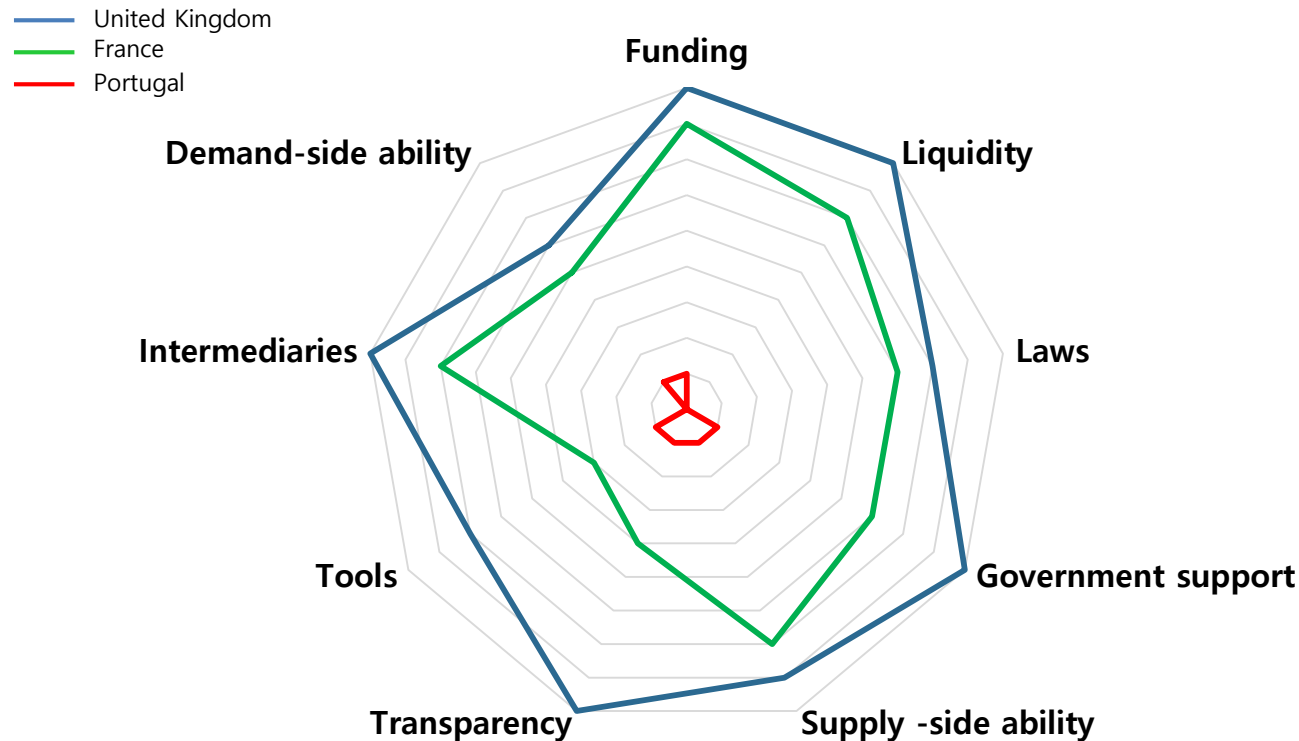 United Kingdom
France
Portugal
Funding
Demand-side ability
Liquidity
Intermediaries
Laws
Tools
Government support
Transparency
Supply -side ability